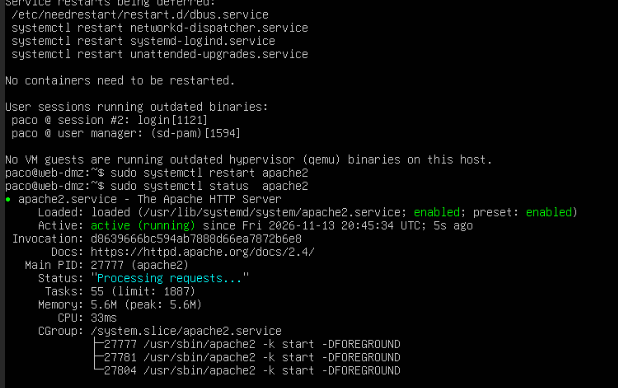 Service restarts being deferred:
 /etc/needrestart/restart.d/dbus.service
 systemctl restart networkd-dispatcher.service
 systemctl restart systemd-logind.service
 systemctl restart unattended-upgrades.service

No containers need to be restarted.

User sessions running outdated binaries:
 paco @ session #2: login[1121]
 paco @ user manager: (sd-pam)[1594]

No VM guests are running outdated hypervisor (qemu) binaries on this host.
paco@web-dmz:~$ sudo systemctl restart apache2
paco@web-dmz:~$ sudo systemctl status  apache2
● apache2.service - The Apache HTTP Server
     Loaded: loaded (/usr/lib/systemd/system/apache2.service; enabled; preset: enabled)
     Active: active (running) since Fri 2026-11-13 20:45:34 UTC; 5s ago
 Invocation: d8639666bc594ab7888d66ea7872b6e8
       Docs: https://httpd.apache.org/docs/2.4/
   Main PID: 27777 (apache2)
     Status: "Processing requests..."
      Tasks: 55 (limit: 1887)
     Memory: 5.6M (peak: 5.6M)
        CPU: 33ms
     CGroup: /system.slice/apache2.service
             ├─27777 /usr/sbin/apache2 -k start -DFOREGROUND
             ├─27781 /usr/sbin/apache2 -k start -DFOREGROUND
             └─27804 /usr/sbin/apache2 -k start -DFOREGROUND